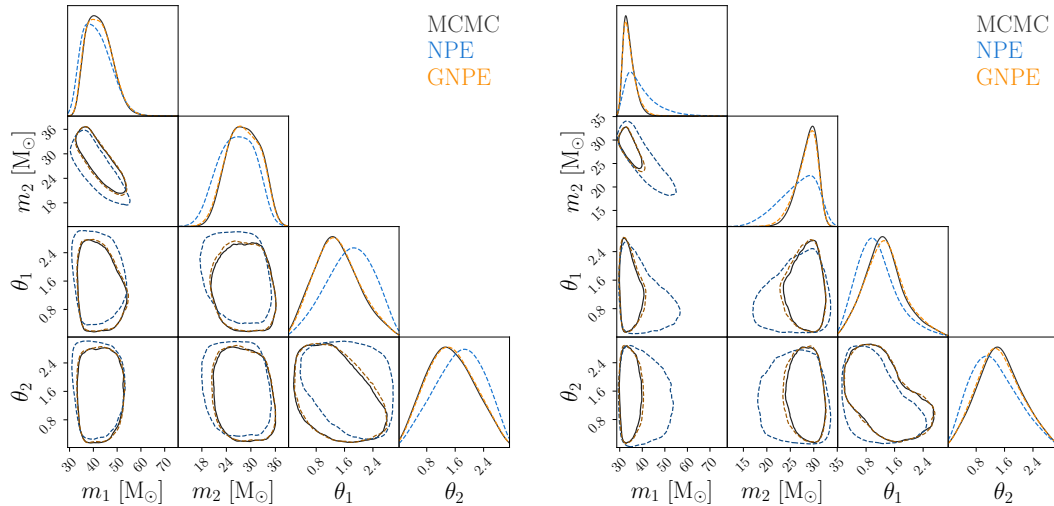 MCMC
NPE
GNPE
m₂ [M⊙]
36
30
24
18
θ₁
2.4
1.6
0.8
θ₂
2.4
1.6
0.8
30 40 50 60 70
18 24 30 36
0.8 1.6 2.4
0.8 1.6 2.4
m₁ [M⊙] m₂ [M⊙] θ₁ θ₂
MCMC
NPE
GNPE
m₂ [M⊙]
35
30
25
20
15
θ₁
2.4
1.6
0.8
θ₂
2.4
1.6
0.8
30 40 50 60 70
15 20 25 30 35
0.8 1.6 2.4
0.8 1.6 2.4
m₁ [M⊙] m₂ [M⊙] θ₁ θ₂